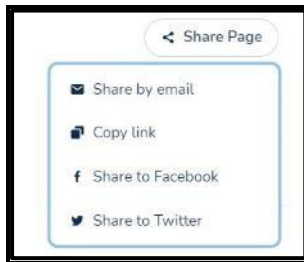 Share Page
Share by email
Copy link
Share to Facebook
Share to Twitter